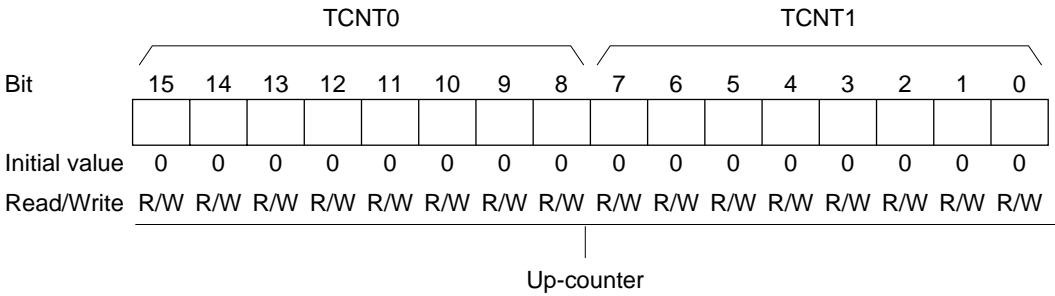 TCNT0 TCNT1
Bit 15 14 13 12 11 10 9 8 7 6 5 4 3 2 1 0
Initial value 0 0 0 0 0 0 0 0 0 0 0 0 0 0 0 0
Read/Write R/W R/W R/W R/W R/W R/W R/W R/W R/W R/W R/W R/W R/W R/W R/W R/W
Up-counter